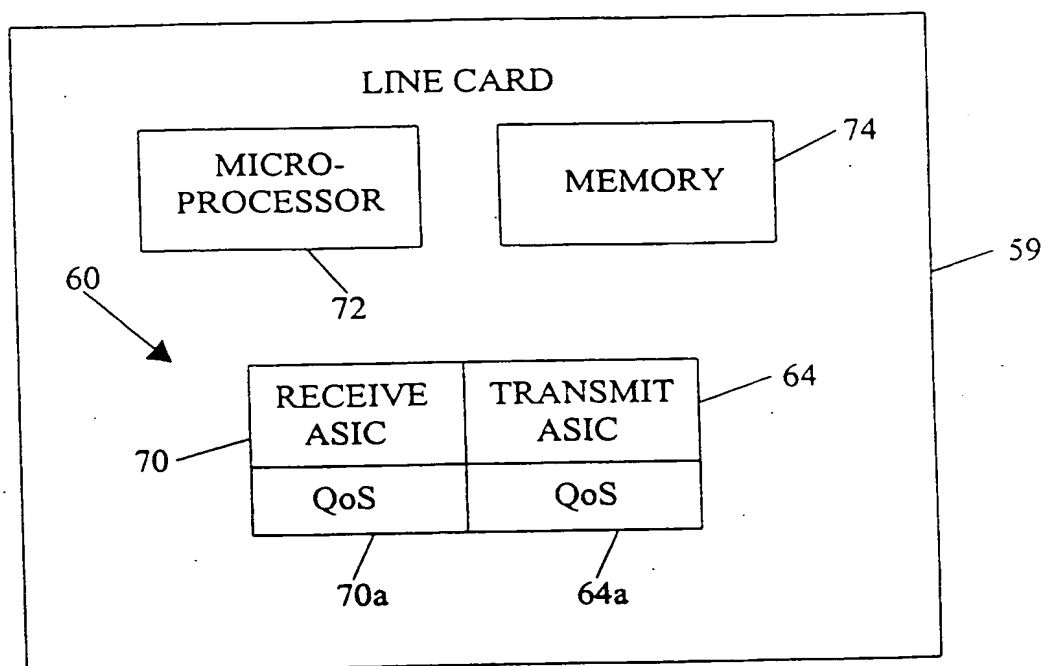 LINE CARD
MICRO-
PROCESSOR
MEMORY
74
59
60
72
RECEIVE
ASIC
TRANSMIT
ASIC
64
70
QoS
QoS
70a
64a